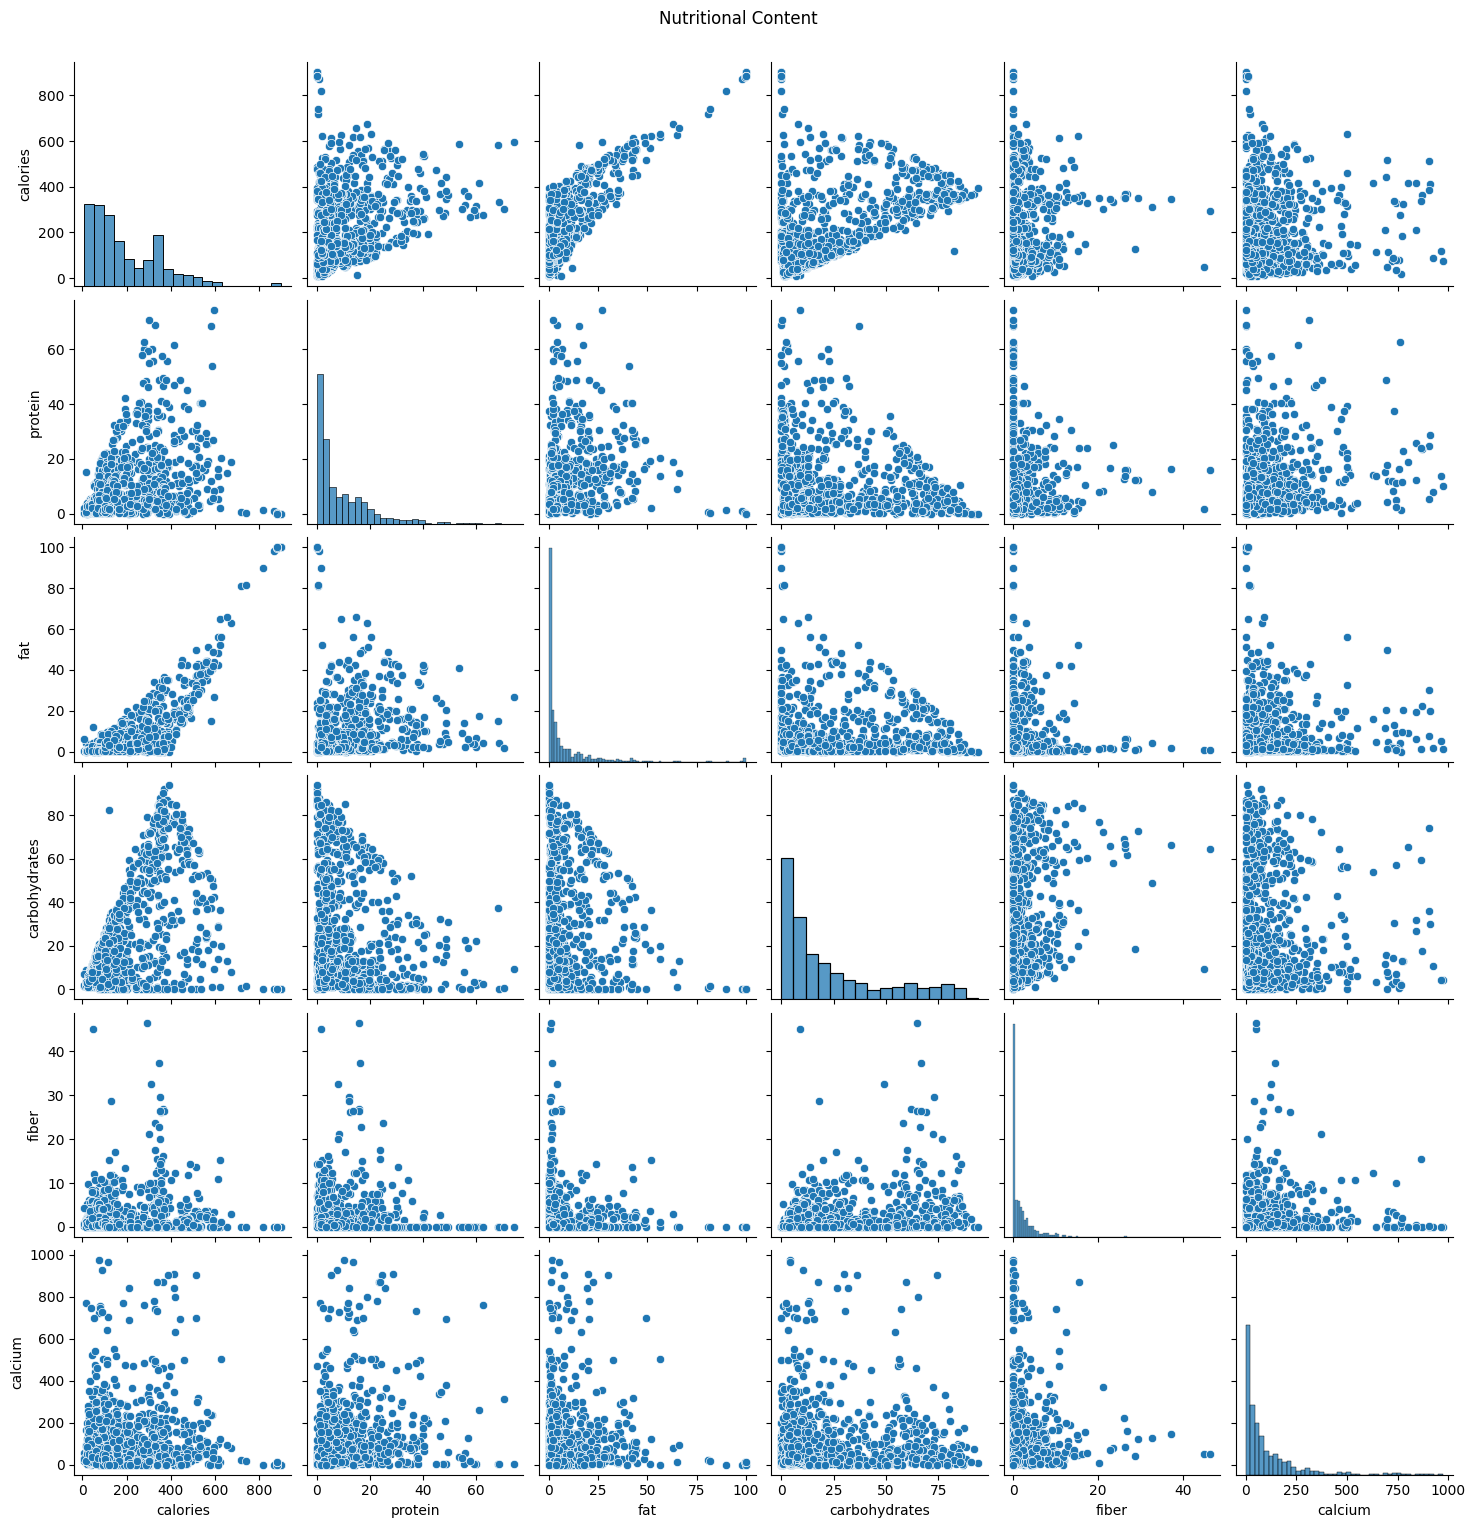 Nutritional Content
800
600
400
200
0
calories
60
40
20
0
protein
100
80
60
40
20
0
fat
80
60
40
20
0
carbohydrates
40
30
20
10
0
fiber
1000
800
600
400
200
0
calcium
0 200 400 600 800
0 20 40 60
0 25 50 75 100
0 25 50 75
0 20 40
0 250 500 750 1000
calories protein fat carbohydrates fiber calcium